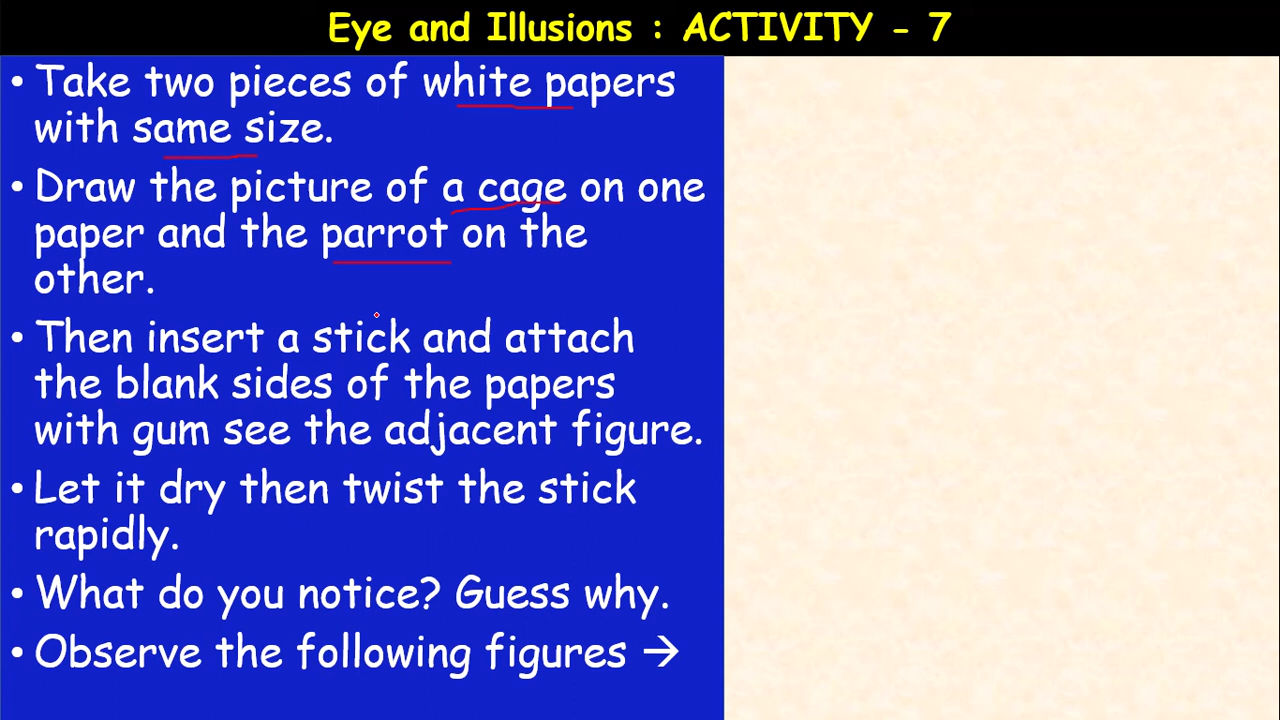 Eye and Illusions : ACTIVITY - 7
• Take two pieces of white papers
with same size.
• Draw the picture of a cage on one
paper and the parrot on the
other.
• Then insert a stick and attach
the blank sides of the papers
with gum see the adjacent figure.
• Let it dry then twist the stick
rapidly.
• What do you notice? Guess why.
• Observe the following figures →